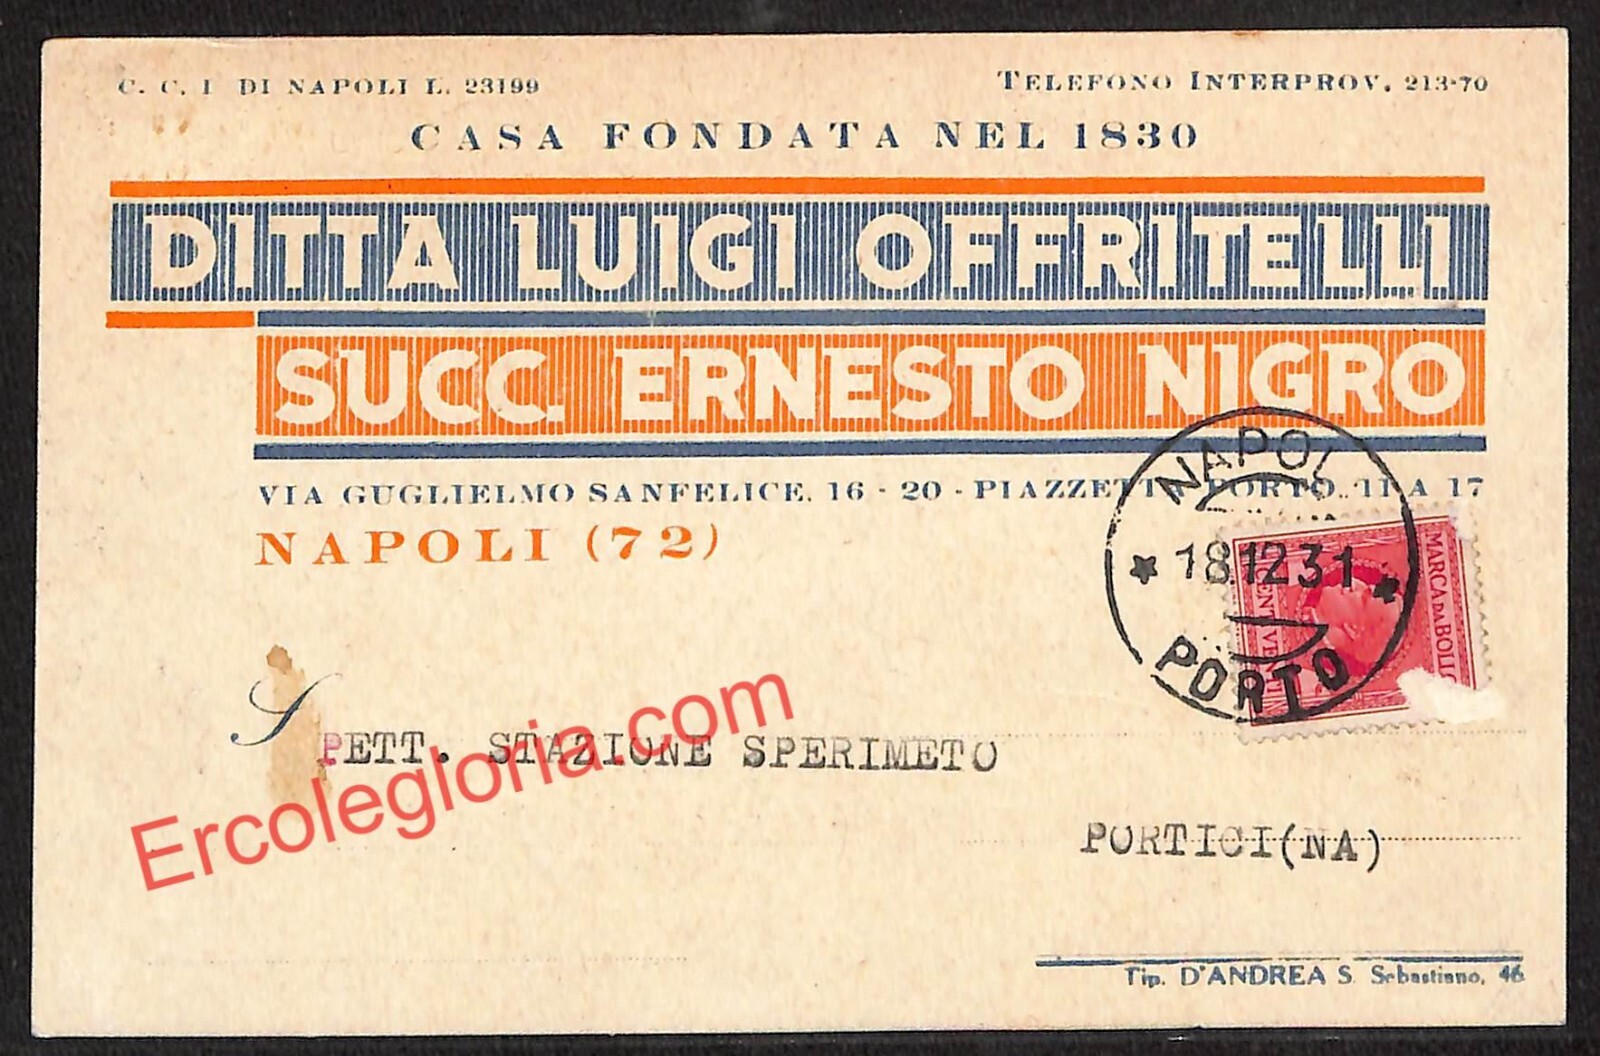 C. C. I DI NAPOLI L. 23199
TELEFONO INTERPROV. 213-70
CASA FONDATA NEL 1830
DITTA LUIGI OFFRITELLI
SUCC. ERNESTO NIGRO
VIA GUGLIELMO SANFELICE, 16 - 20 - PIAZZETTA PORTO, 11 A 17
NAPOLI (72)
NAPOLI
18.12.31
PORTO
MARCA DA BOLLO
CENT. VENTI
S
PETT. STAZIONE SPERIMETO
PORTICI(NA)
Ercolegloria.com
Tip. D'ANDREA S. Sebastiano, 46